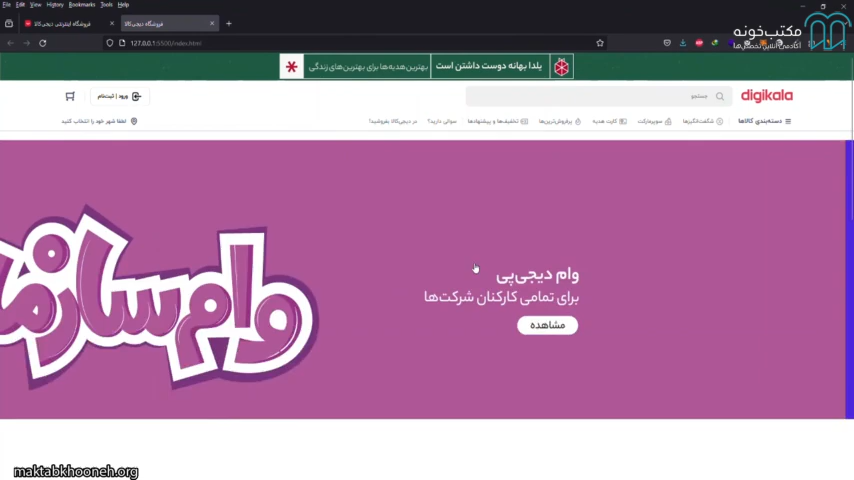 File Edit View History Bookmarks Tools Help
فروشگاه اینترنتی دیجی کالا
فروشگاه دیجی کالا
127.0.0.1:5500/index.html
مکتب‌خونه
آکادمی آنلاین تخصص‌ها
یلدا بهانه دوست داشتن است
بهترین‌هدیه‌ها برای بهترین‌های زندگی
digikala
جستجو
ورود | ثبت‌نام
دسته‌بندی کالاها
شگفت‌انگیزها
سوپرمارکت
کارت هدیه
پرفروش‌ترین‌ها
تخفیف‌ها و پیشنهادها
سوالی دارید؟
در دیجی‌کالا بفروشید!
لطفا شهر خود را انتخاب کنید
وام دیجی‌پی
برای تمامی کارکنان شرکت‌ها
مشاهده
وام سازما
maktabkhooneh.org